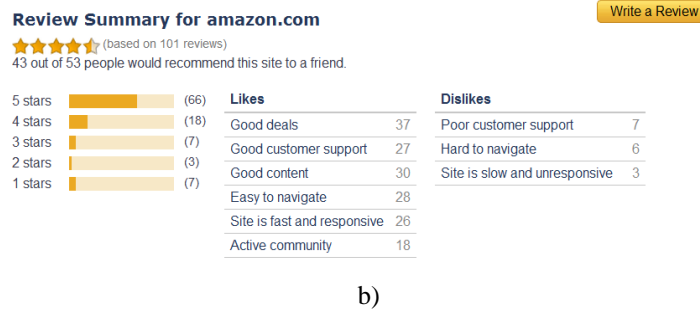 Review Summary for amazon.com
Write a Review
(based on 101 reviews)
43 out of 53 people would recommend this site to a friend.
5 stars (66)
4 stars (18)
3 stars (7)
2 stars (3)
1 stars (7)
Likes
Good deals 37
Good customer support 27
Good content 30
Easy to navigate 28
Site is fast and responsive 26
Active community 18
Dislikes
Poor customer support 7
Hard to navigate 6
Site is slow and unresponsive 3
b)